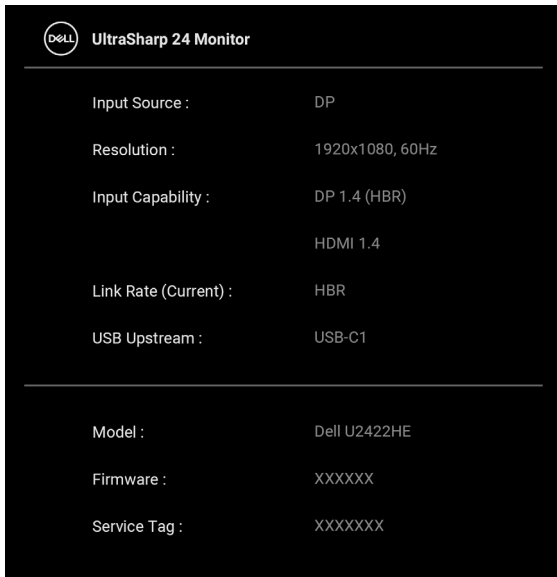 DELL UltraSharp 24 Monitor
Input Source : DP
Resolution : 1920x1080, 60Hz
Input Capability : DP 1.4 (HBR)
HDMI 1.4
Link Rate (Current) : HBR
USB Upstream : USB-C1
Model : Dell U2422HE
Firmware : XXXXXX
Service Tag : XXXXXXX